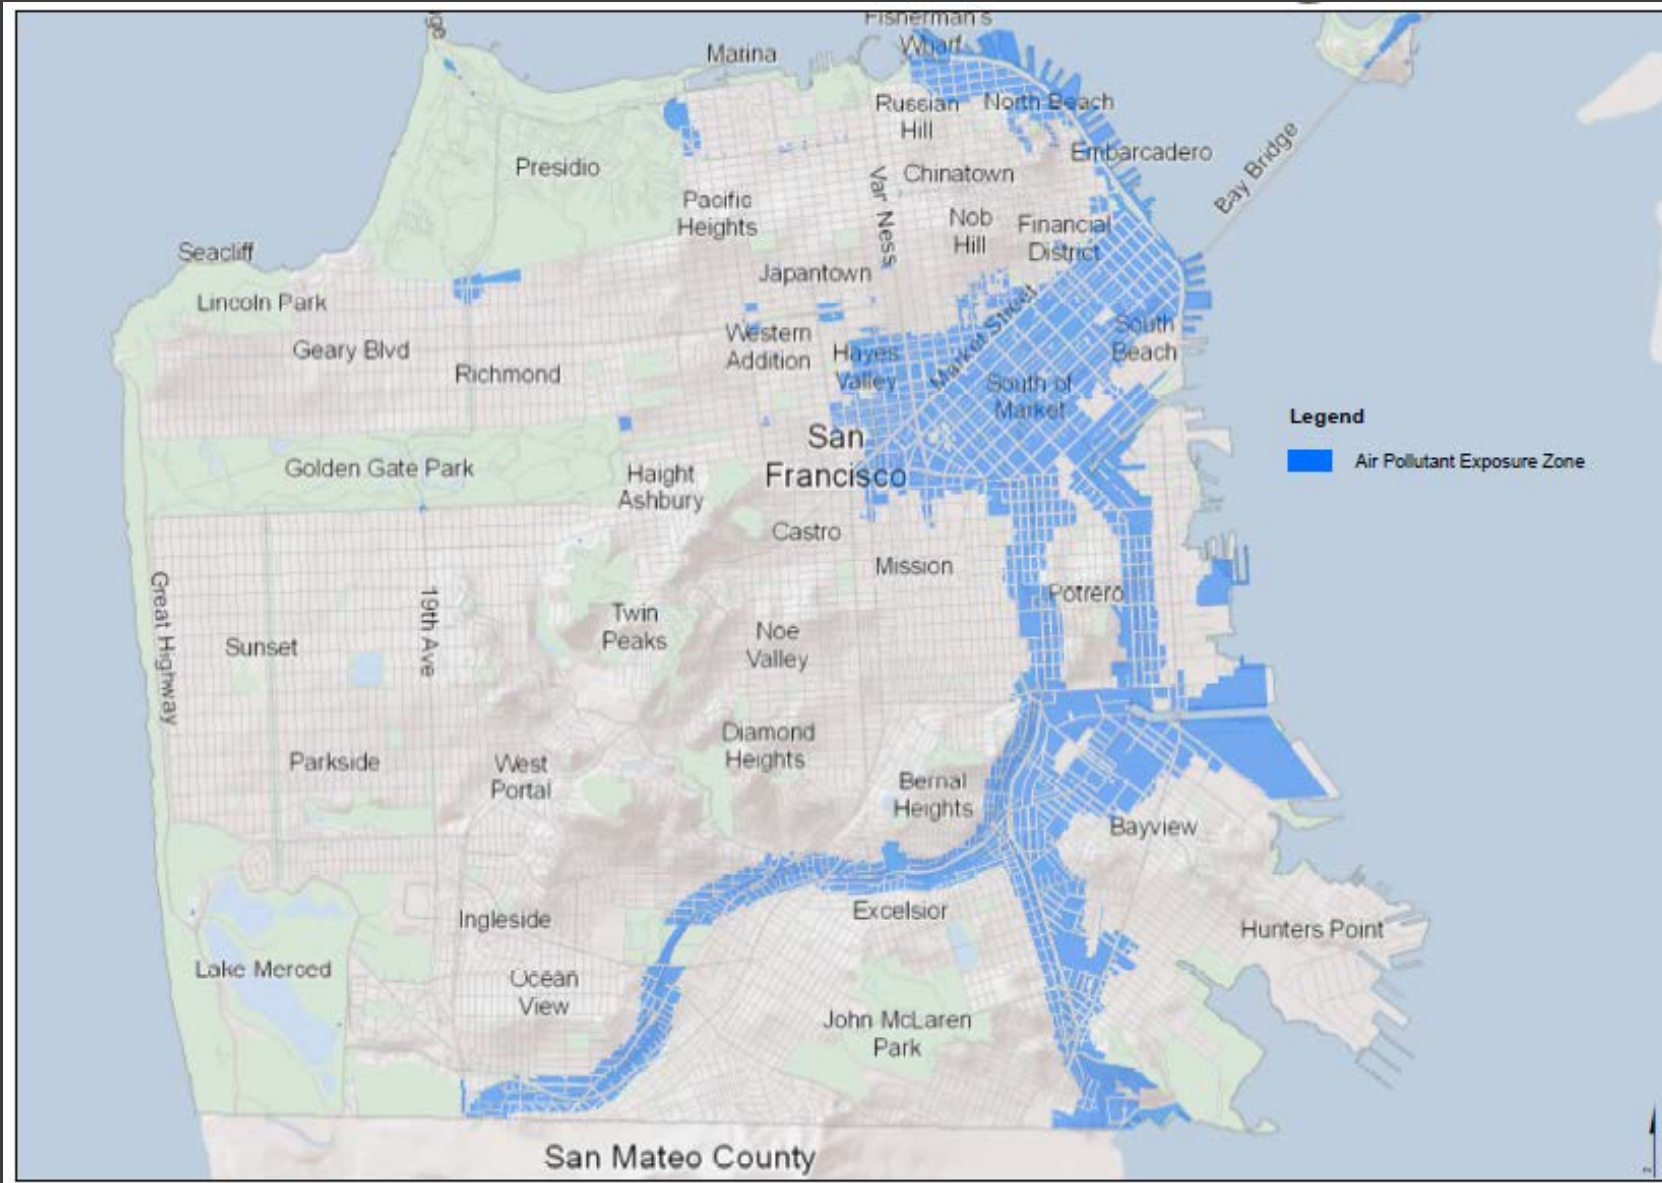 Fisherman's
Wharf
Marina
Russian
Hill
North Beach
Embarcadero
Bay Bridge
Presidio
Chinatown
Van Ness
Pacific
Heights
Nob
Hill
Financial
District
Seacliff
Japantown
Lincoln Park
Market Street
South
Beach
Western
Addition
Hayes
Valley
Geary Blvd
Richmond
South of
Market
Legend
Air Pollutant Exposure Zone
San
Francisco
Golden Gate Park
Haight
Ashbury
Castro
Mission
Potrero
Great Highway
19th Ave
Sunset
Twin
Peaks
Noe
Valley
Diamond
Heights
Parkside
West
Portal
Bernal
Heights
Bayview
Excelsior
Ingleside
Hunters Point
Lake Merced
Ocean
View
John McLaren
Park
San Mateo County